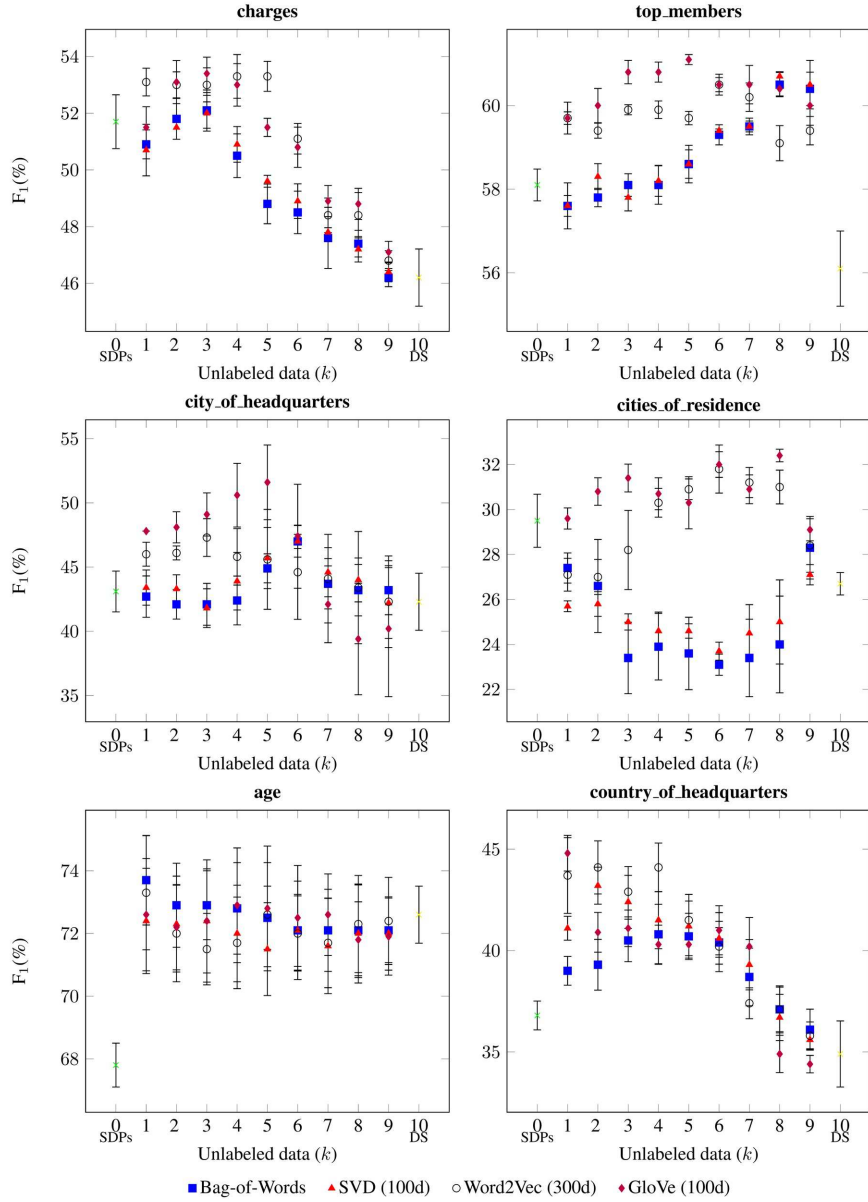 charges
top_members
F1(%)
54
52
50
48
46
60
58
56
0 1 2 3 4 5 6 7 8 9 10
SDPs DS
Unlabeled data (k)
0 1 2 3 4 5 6 7 8 9 10
SDPs DS
Unlabeled data (k)
city_of_headquarters
cities_of_residence
F1(%)
55
50
45
40
35
32
30
28
26
24
22
0 1 2 3 4 5 6 7 8 9 10
SDPs DS
Unlabeled data (k)
0 1 2 3 4 5 6 7 8 9 10
SDPs DS
Unlabeled data (k)
age
country_of_headquarters
F1(%)
74
72
70
68
45
40
35
0 1 2 3 4 5 6 7 8 9 10
SDPs DS
Unlabeled data (k)
0 1 2 3 4 5 6 7 8 9 10
SDPs DS
Unlabeled data (k)
Bag-of-Words SVD (100d) Word2Vec (300d) GloVe (100d)